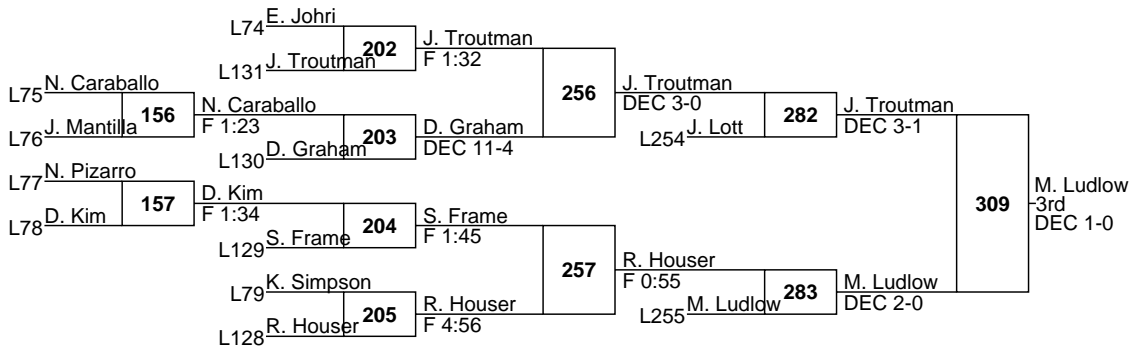 L74 E. Johri
202 J. Troutman
F 1:32
L131 J. Troutman
L75 N. Caraballo
256 J. Troutman
DEC 3-0
156 N. Caraballo
F 1:23
282 J. Troutman
DEC 3-1
L76 J. Mantilla
203 D. Graham
DEC 11-4
L254 J. Lott
L130 D. Graham
L77 N. Pizarro
157 D. Kim
F 1:34
309 M. Ludlow
3rd
DEC 1-0
L78 D. Kim
204 S. Frame
F 1:45
L129 S. Frame
257 R. Houser
F 0:55
L79 K. Simpson
283 M. Ludlow
DEC 2-0
205 R. Houser
F 4:56
L255 M. Ludlow
L128 R. Houser